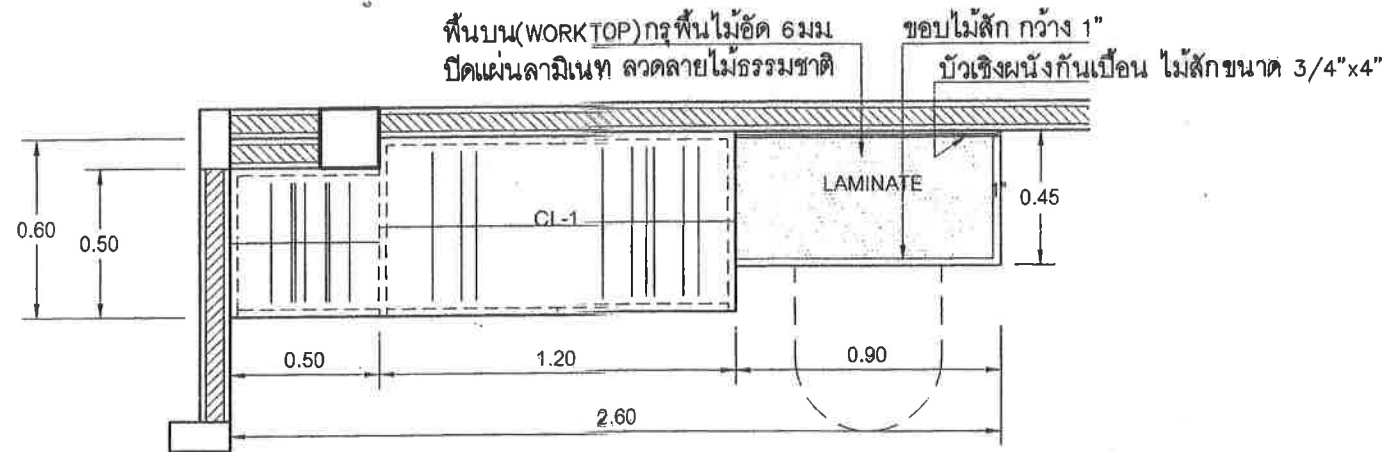 พื้นบน(WORKTOP)กรุพื้นไม้อัด 6มม
ปิดแผ่นลามิเนท ลวดลายไม้ธรรมชาติ
ขอบไม้สัก กว้าง 1"
บัวเชิงผนังกันเปื้อน ไม้สักขนาด 3/4"x4"
LAMINATE
1"
0.45
CL-1
0.60
0.50
0.50
1.20
0.90
2.60